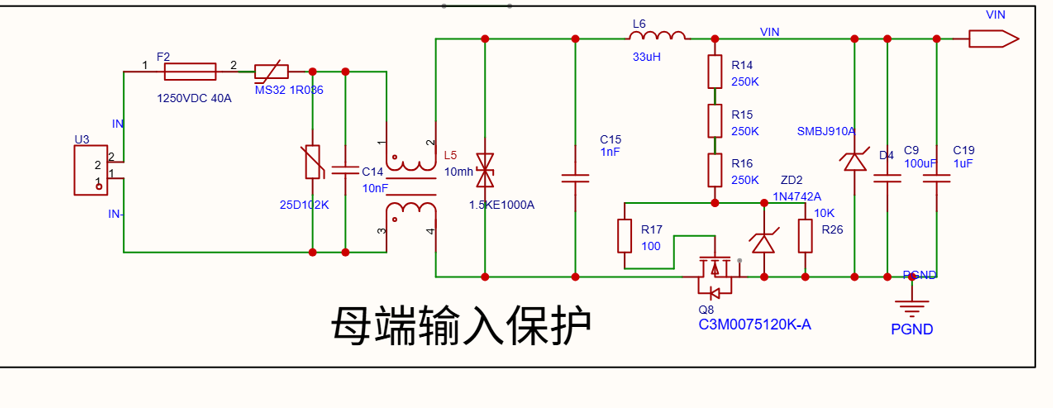 VIN
L6
VIN
33uH
F2
1
2
1250VDC 40A
MS32 1R036
R14
250K
R15
250K
R16
250K
SMBJ910A
C15
1nF
IN
U3
2
2
1
1
IN-
25D102K
C14
10nF
1
2
L5
10mh
3
4
1.5KE1000A
D4
C9
100uF
C19
1uF
ZD2
1N4742A
10K
R26
R17
100
Q8
C3M0075120K-A
PGND
PGND
母端输入保护